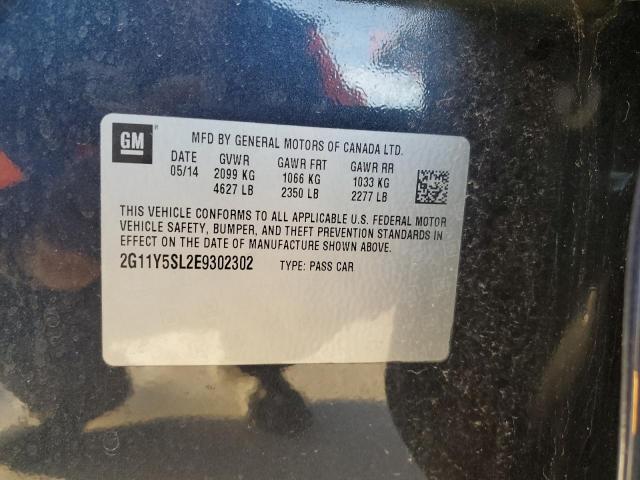 GM
MFD BY GENERAL MOTORS OF CANADA LTD.
DATE GVWR GAWR FRT GAWR RR
05/14 2099 KG 1066 KG 1033 KG
4627 LB 2350 LB 2277 LB
THIS VEHICLE CONFORMS TO ALL APPLICABLE U.S. FEDERAL MOTOR
VEHICLE SAFETY, BUMPER, AND THEFT PREVENTION STANDARDS IN
EFFECT ON THE DATE OF MANUFACTURE SHOWN ABOVE.
2G11Y5SL2E9302302 TYPE: PASS CAR